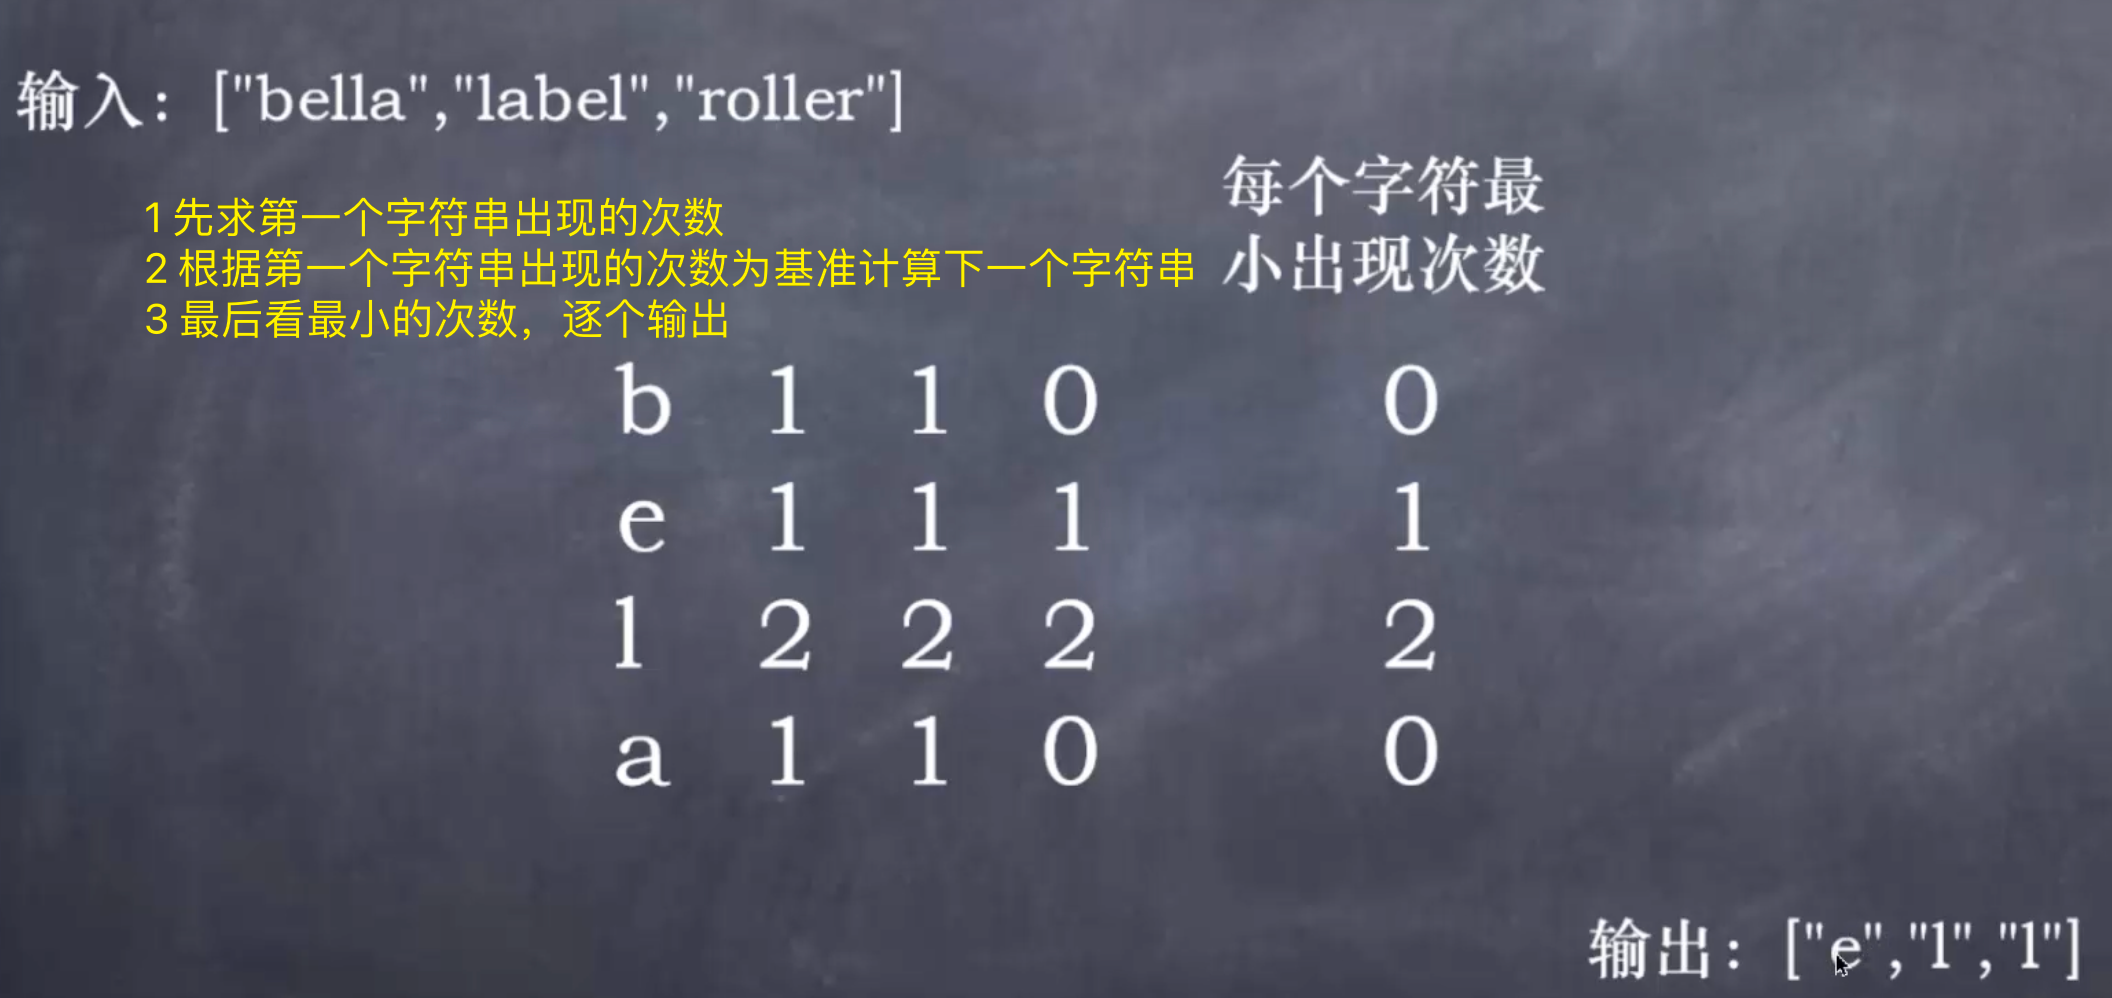 输入：["bella","label","roller"]
每个字符最
小出现次数
1 先求第一个字符串出现的次数
2 根据第一个字符串出现的次数为基准计算下一个字符串
3 最后看最小的次数，逐个输出
b 1 1 0 0
e 1 1 1 1
l 2 2 2 2
a 1 1 0 0
输出：["e","l","l"]